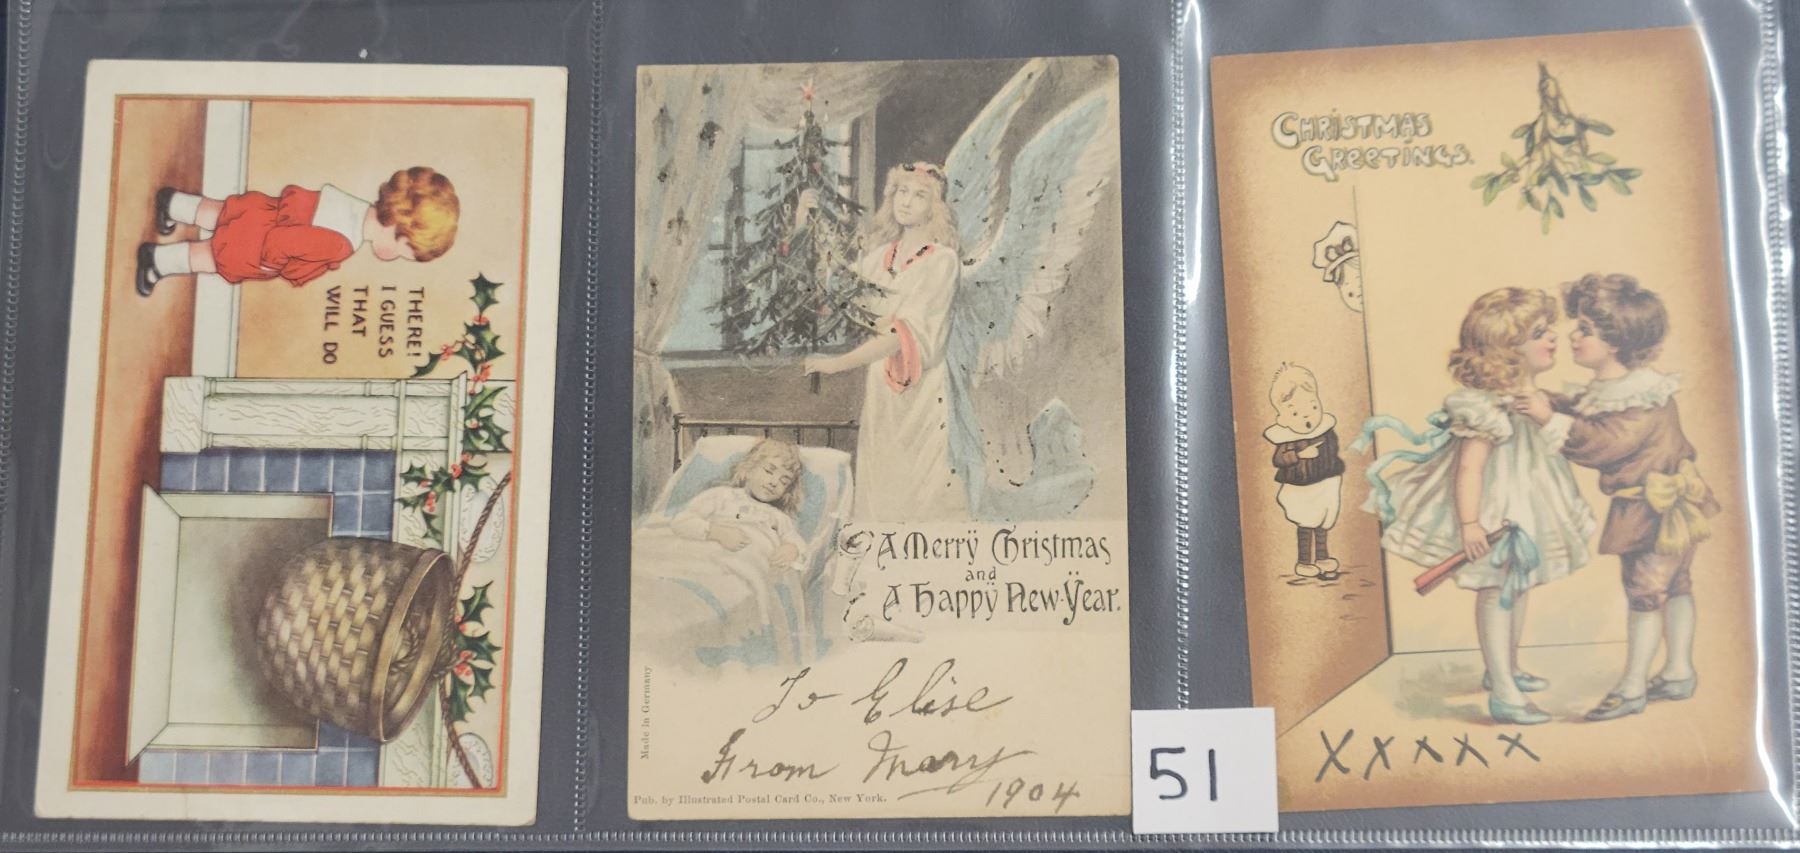 THERE!
I GUESS
THAT
WILL DO
A Merry Christmas
and
A Happy New Year.
To Elise
From Mary
1904
Made in Germany
Pub. by Illustrated Postal Card Co., New York.
51
CHRISTMAS
GREETINGS.
XXXXX